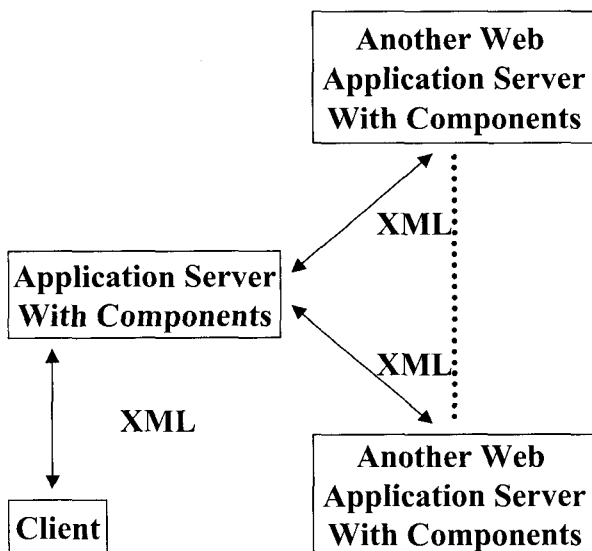 Another Web
Application Server
With Components
XML
Application Server
With Components
XML
XML
Client
Another Web
Application Server
With Components